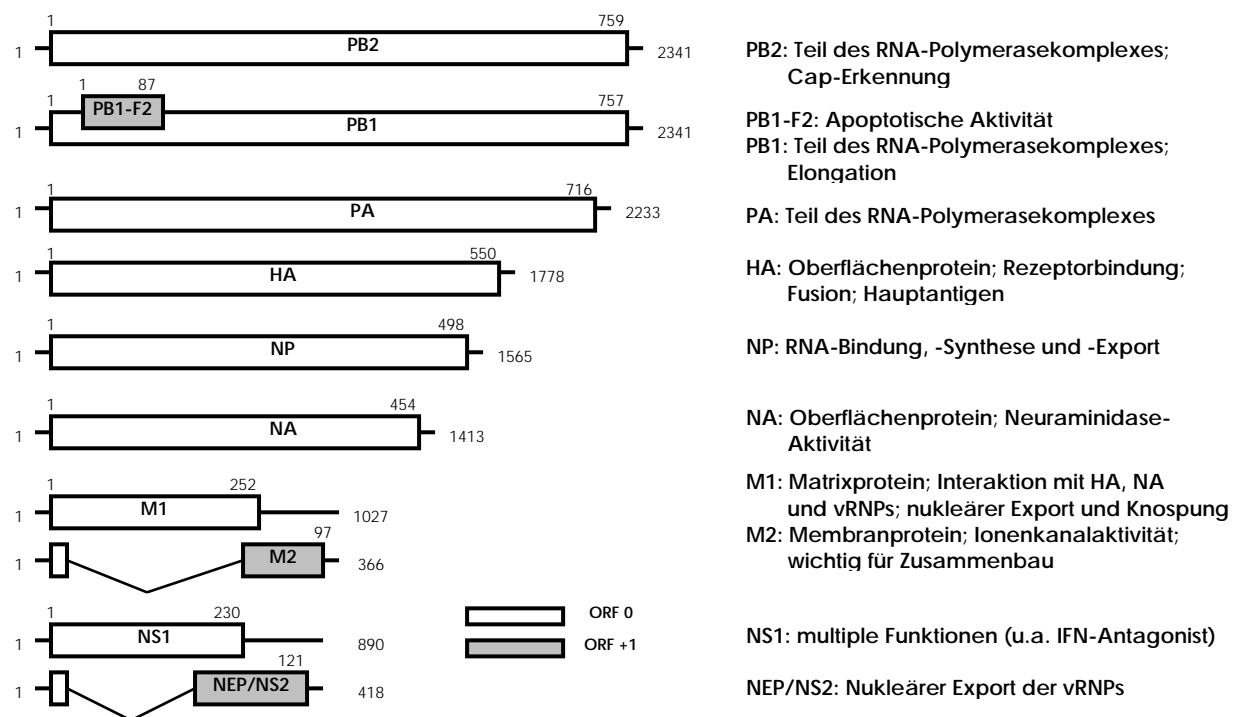 1 759
1 PB2 2341
PB2: Teil des RNA-Polymerasekomplexes;
Cap-Erkennung
1 87
1 PB1-F2 757
1 PB1 2341
PB1-F2: Apoptotische Aktivität
PB1: Teil des RNA-Polymerasekomplexes;
Elongation
1 716
1 PA 2233
PA: Teil des RNA-Polymerasekomplexes
1 550
1 HA 1778
HA: Oberflächenprotein; Rezeptorbindung;
Fusion; Hauptantigen
1 498
1 NP 1565
NP: RNA-Bindung, -Synthese und -Export
1 454
1 NA 1413
NA: Oberflächenprotein; Neuraminidase-
Aktivität
1 252
1 M1 1027
97
1 M2 366
M1: Matrixprotein; Interaktion mit HA, NA
und vRNPs; nukleärer Export und Knospung
M2: Membranprotein; Ionenkanalaktivität;
wichtig für Zusammenbau
1 230
1 NS1 890
121
1 NEP/NS2 418
ORF 0
ORF +1
NS1: multiple Funktionen (u.a. IFN-Antagonist)
NEP/NS2: Nukleärer Export der vRNPs